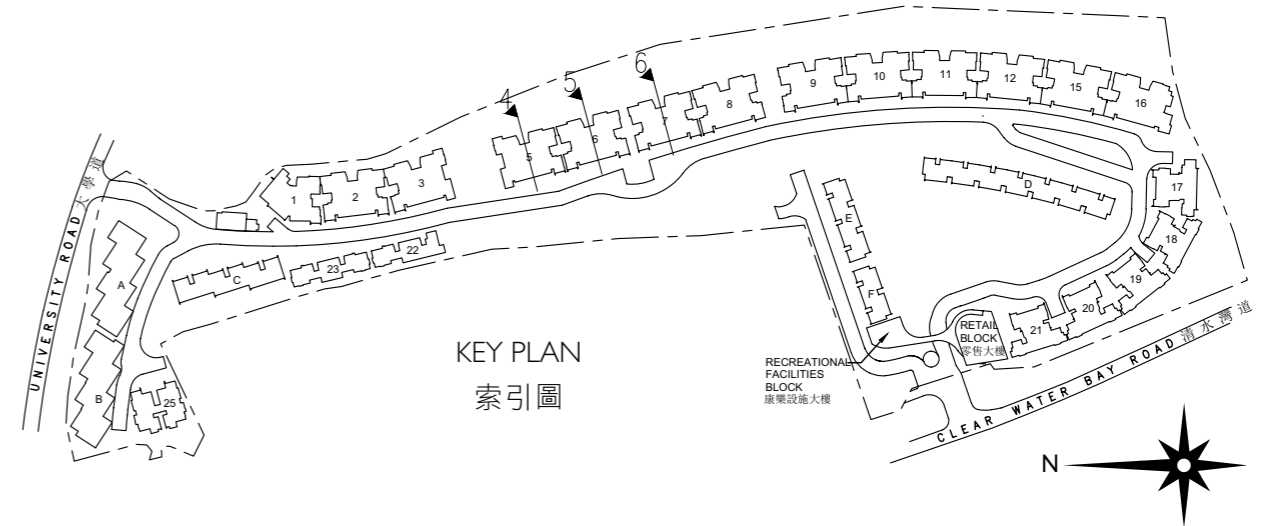 4
5
6
1
2
3
5
6
7
8
9
10
11
12
15
16
17
18
19
20
21
22
23
25
A
B
C
D
E
F
UNIVERSITY ROAD 大學道
KEY PLAN
索引圖
RECREATIONAL
FACILITIES
BLOCK
康樂設施大樓
RETAIL
BLOCK
零售大樓
CLEAR WATER BAY ROAD 清水灣道
N